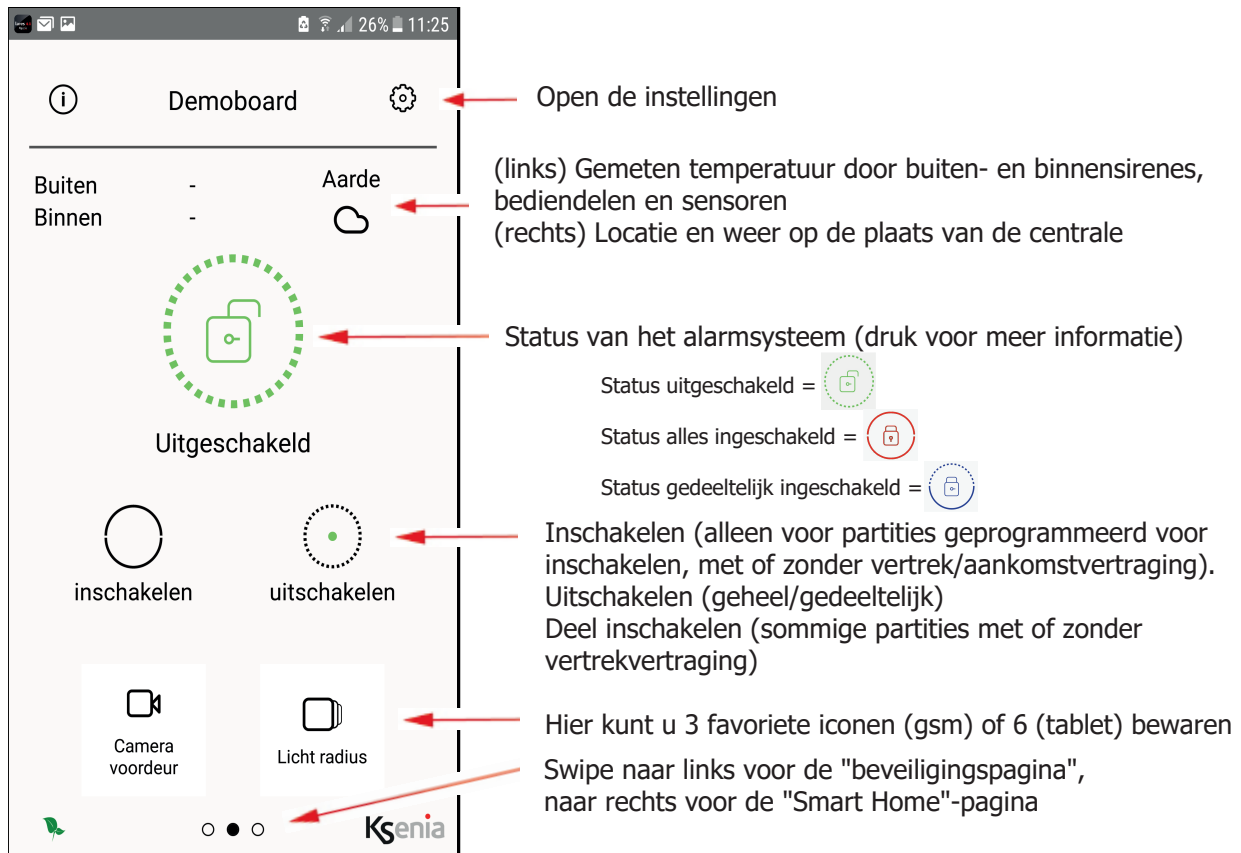 26% 11:25
Demoboard
Open de instellingen
Buiten -
Binnen -
Aarde
(links) Gemeten temperatuur door buiten- en binnensirenes,
bediendelen en sensoren
(rechts) Locatie en weer op de plaats van de centrale
Uitgeschakeld
Status van het alarmsysteem (druk voor meer informatie)
Status uitgeschakeld =
Status alles ingeschakeld =
Status gedeeltelijk ingeschakeld =
inschakelen
uitschakelen
Inschakelen (alleen voor partities geprogrammeerd voor
inschakelen, met of zonder vertrek/aankomstvertraging).
Uitschakelen (geheel/gedeeltelijk)
Deel inschakelen (sommige partities met of zonder
vertrekvertraging)
Camera
voordeur
Licht radius
Hier kunt u 3 favoriete iconen (gsm) of 6 (tablet) bewaren
Swipe naar links voor de "beveiligingspagina",
naar rechts voor de "Smart Home"-pagina
Ksenia